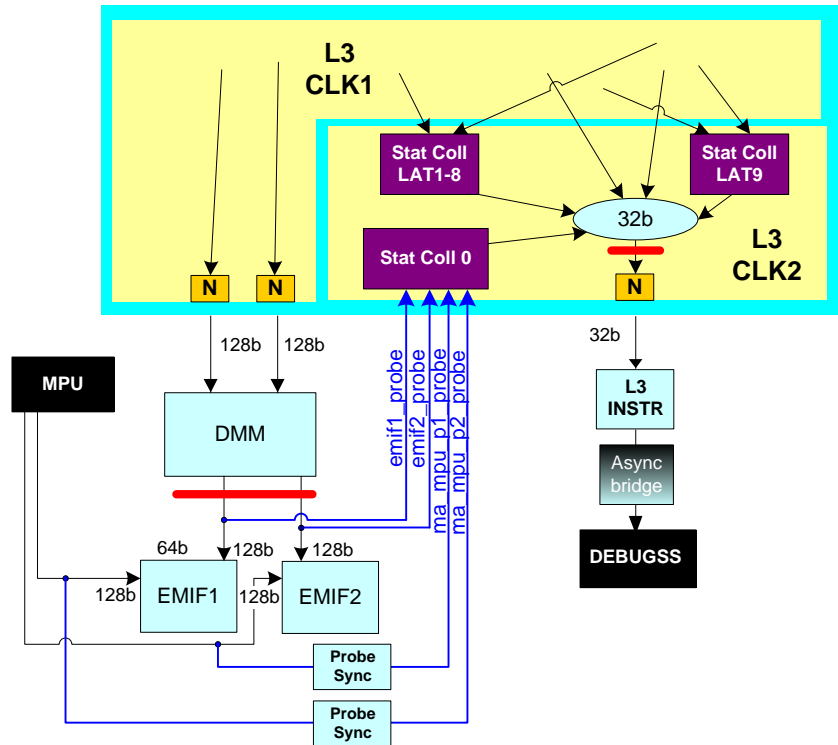 L3
CLK1
Stat Coll
LAT1-8
Stat Coll
LAT9
32b
Stat Coll 0
L3
CLK2
N
N
N
128b
128b
32b
MPU
emif1_probe
emif2_probe
ma_mpu_p1_probe
ma_mpu_p2_probe
L3
INSTR
DMM
Async
bridge
64b
128b
128b
DEBUGSS
128b
EMIF1
128b
EMIF2
Probe
Sync
Probe
Sync